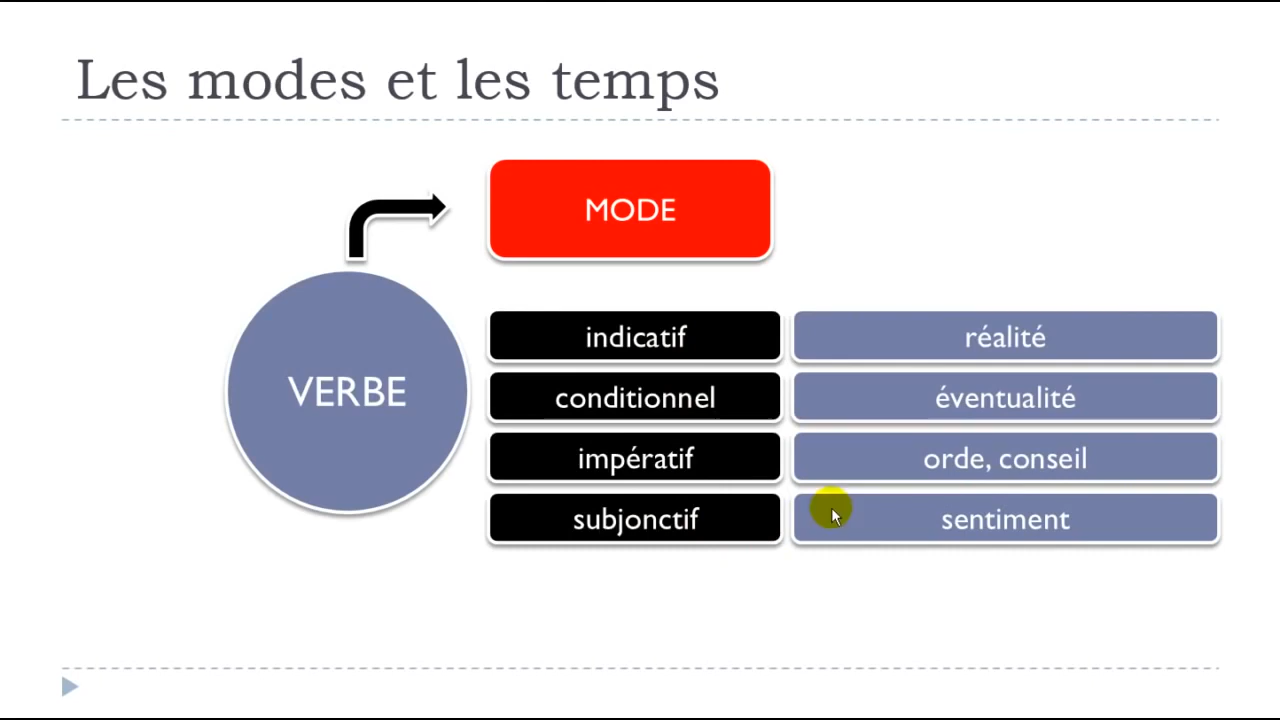 Les modes et les temps
MODE
VERBE
indicatif
réalité
conditionnel
éventualité
impératif
orde, conseil
subjonctif
sentiment